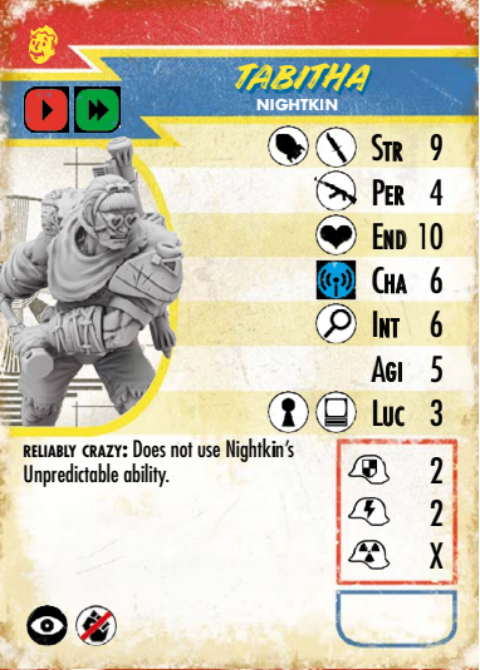 TABITHA
NIGHTKIN
STR 9
PER 4
END 10
CHA 6
INT 6
AGI 5
LUC 3
RELIABLY CRAZY: Does not use Nightkin's
Unpredictable ability.
2
2
X